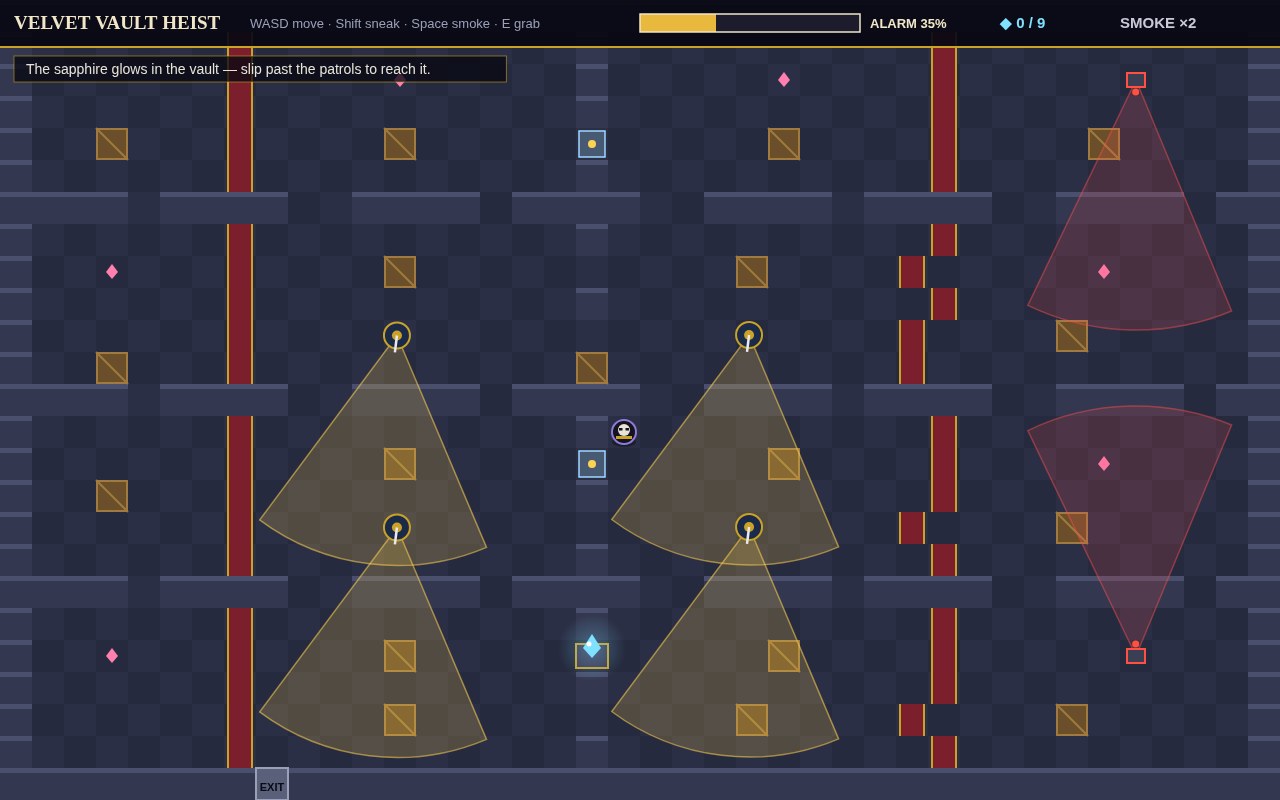 VELVET VAULT HEIST
WASD move · Shift sneak · Space smoke · E grab
ALARM 35%
◆ 0 / 9
SMOKE ×2
The sapphire glows in the vault — slip past the patrols to reach it.
EXIT